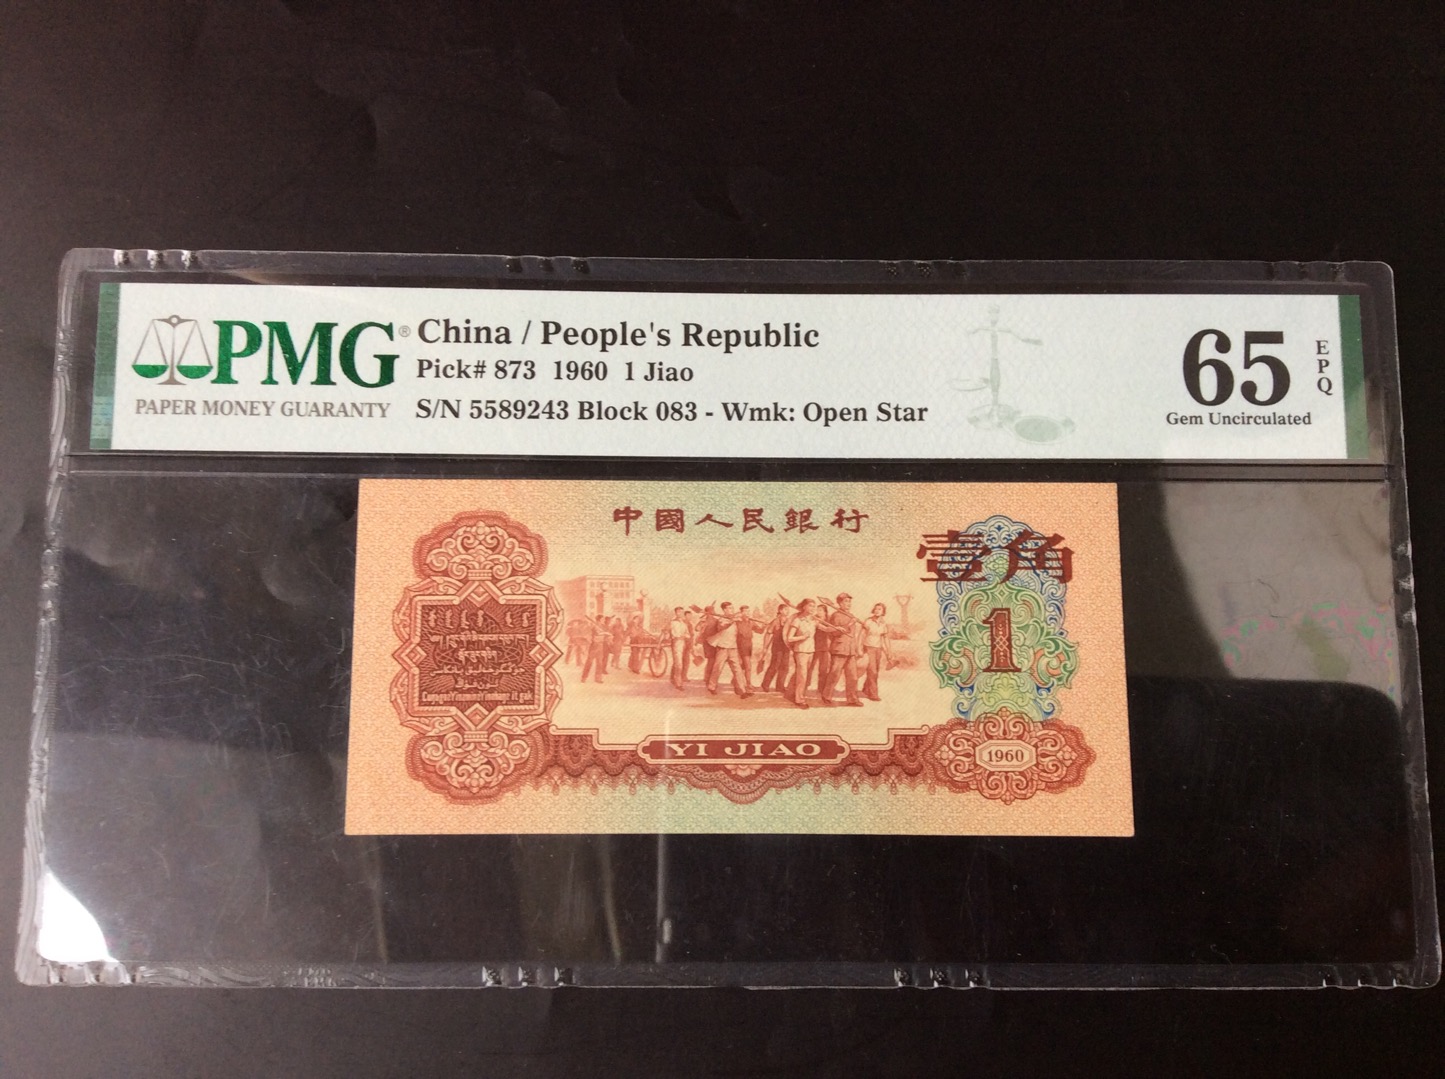 PMG®
PAPER MONEY GUARANTY
China / People's Republic
Pick# 873 1960 1 Jiao
S/N 5589243 Block 083 - Wmk: Open Star
65
EPQ
Gem Uncirculated
中國人民銀行
壹角
1
YI JIAO
1960